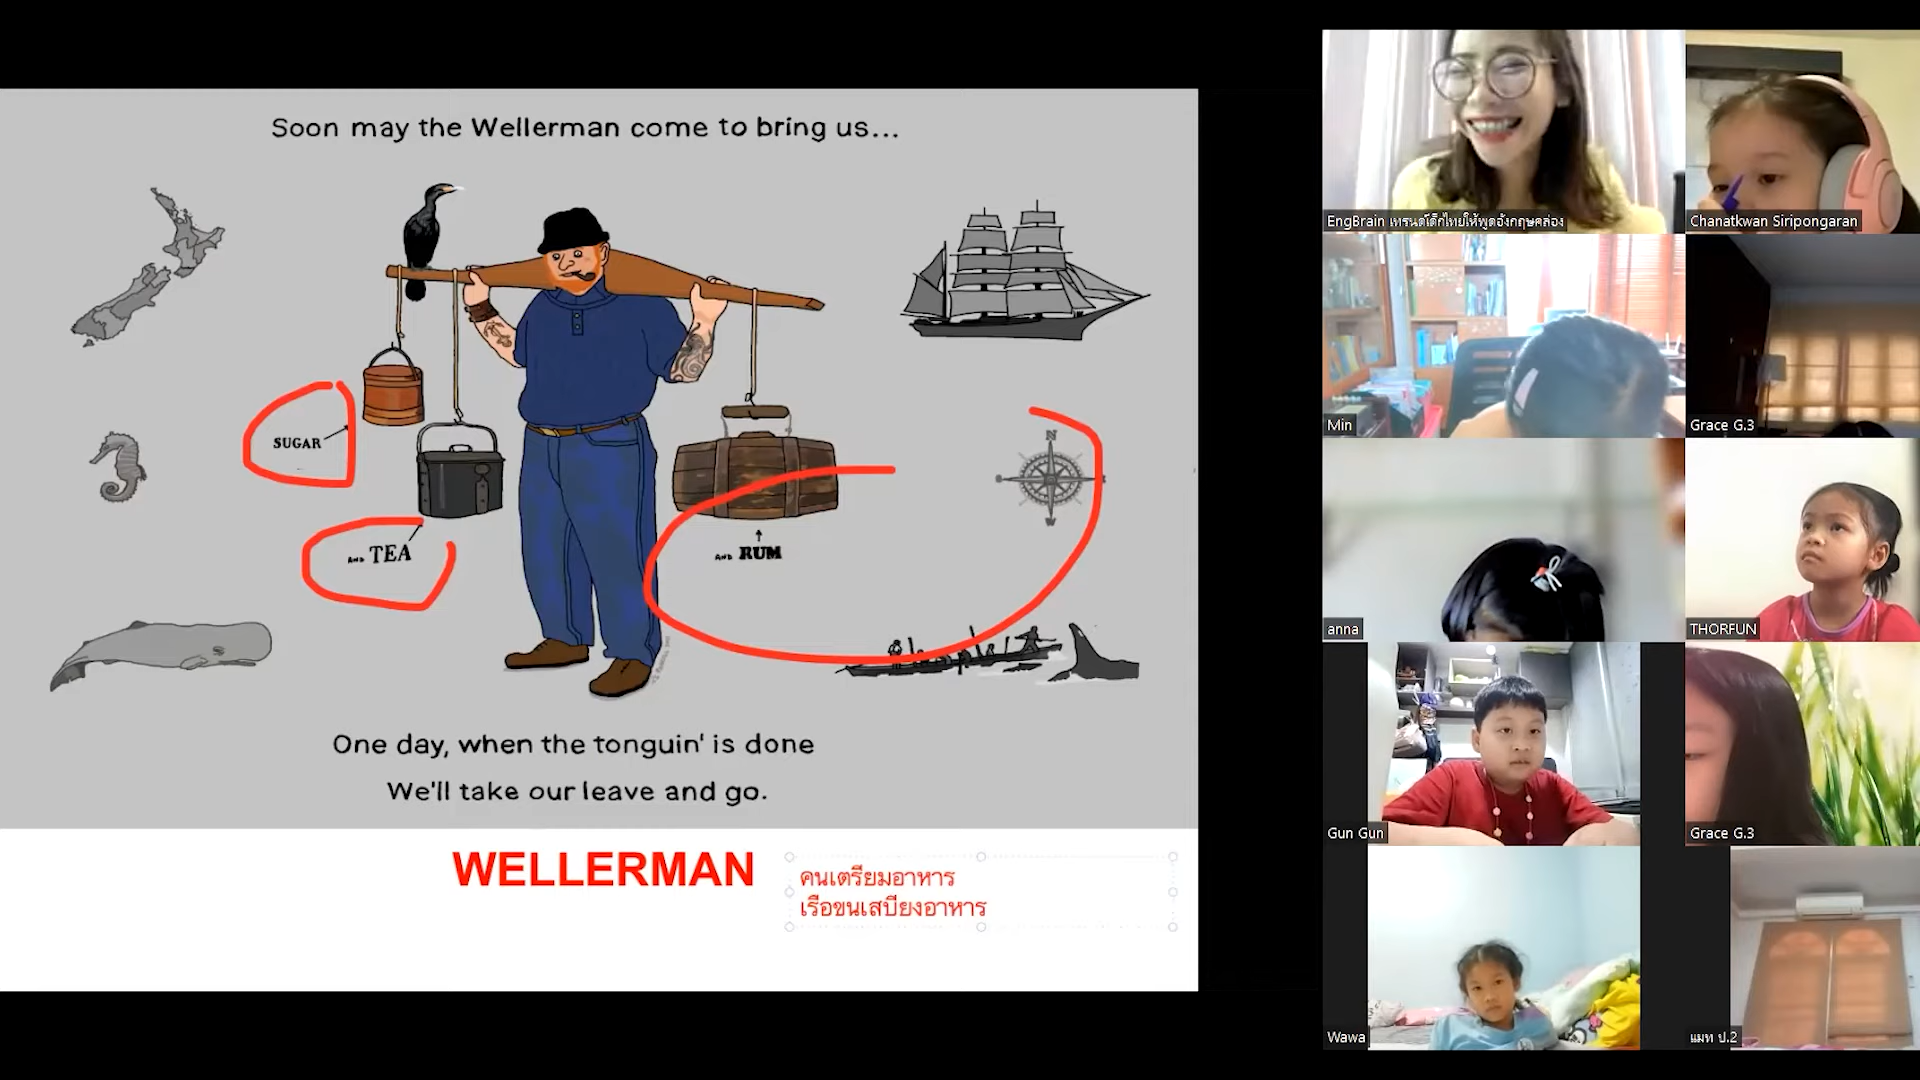 Soon may the Wellerman come to bring us...
SUGAR
AND TEA
AND RUM
N
W
One day, when the tonguin' is done
We'll take our leave and go.
WELLERMAN
คนเตรียมอาหาร
เรือขนเสบียงอาหาร
EngBrain เทรนด์เด็กไทยให้พูดอังกฤษคล่อง
Chanatkwan Siripongaran
Min
Grace G.3
anna
THORFUN
Gun Gun
Grace G.3
Wawa
แมท ป.2